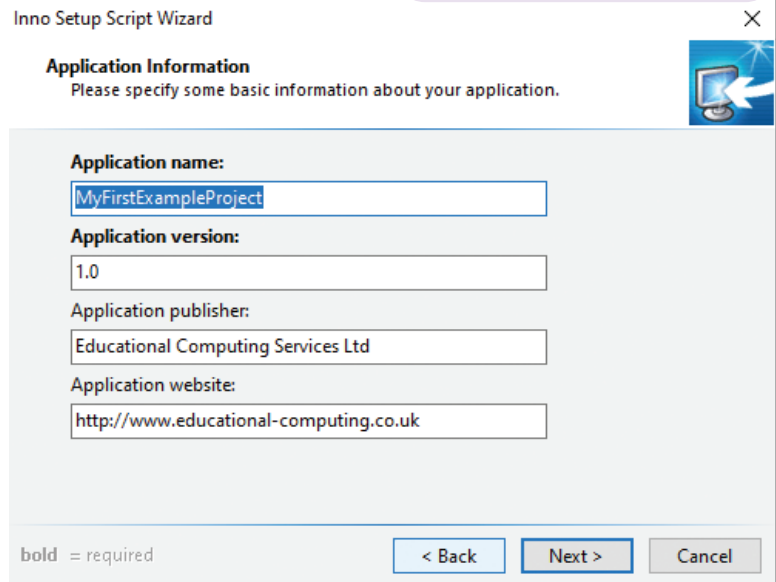 Inno Setup Script Wizard
Application Information
Please specify some basic information about your application.
Application name:
MyFirstExampleProject
Application version:
1.0
Application publisher:
Educational Computing Services Ltd
Application website:
http://www.educational-computing.co.uk
bold = required
< Back
Next >
Cancel